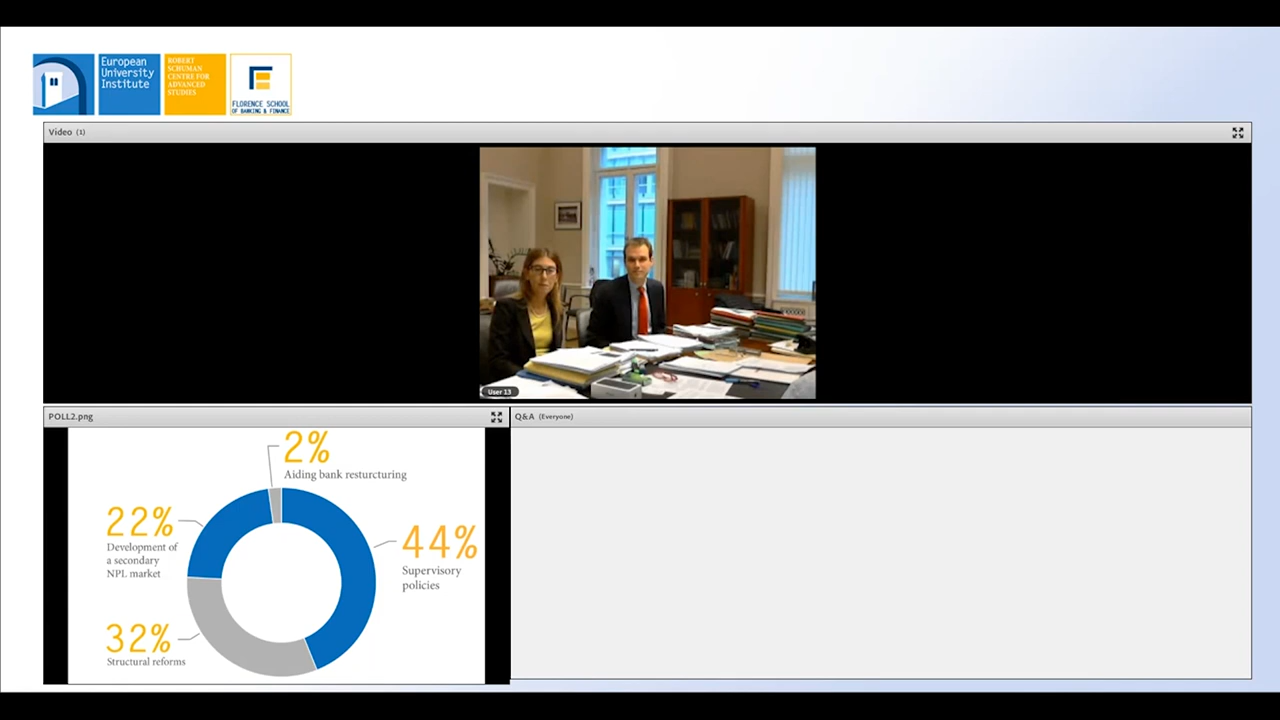 European
University
Institute
ROBERT
SCHUMAN
CENTRE FOR
ADVANCED
STUDIES
FLORENCE SCHOOL
OF BANKING & FINANCE
Video (1)
User 13
POLL2.png
2%
Aiding bank resturcturing
22%
Development of
a secondary
NPL market
44%
Supervisory
policies
32%
Structural reforms
Q&A (Everyone)